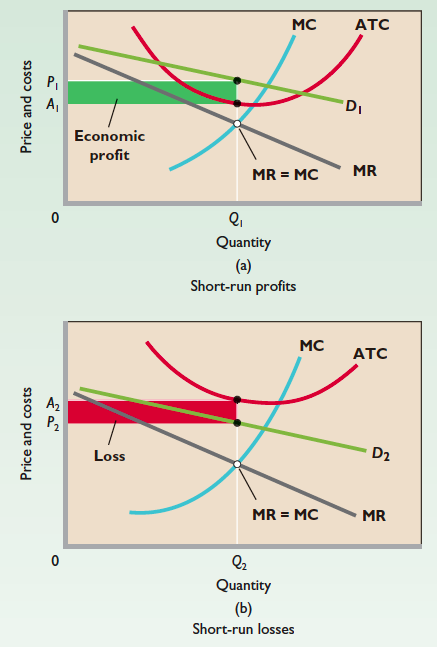 MC
ATC
Price and costs
P₁
A₁
D₁
Economic
profit
MR = MC
MR
0
Q₁
Quantity
(a)
Short-run profits
MC
ATC
Price and costs
A₂
P₂
Loss
D₂
MR = MC
MR
0
Q₂
Quantity
(b)
Short-run losses